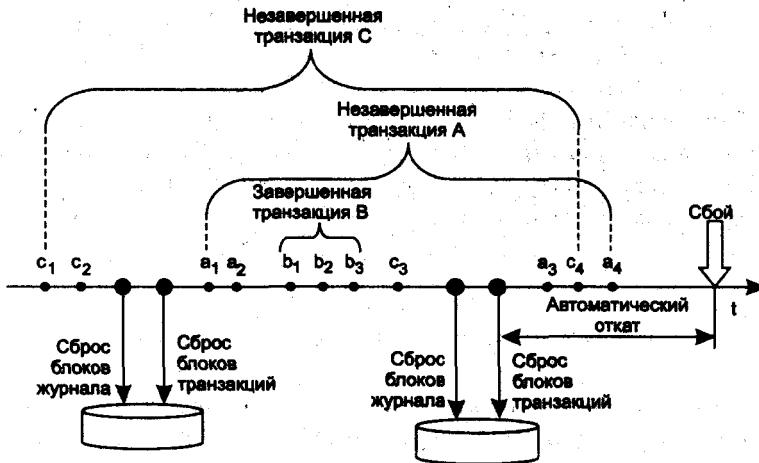 Незавершенная
транзакция С
Незавершенная
транзакция А
Завершенная
транзакция В
Сбой
c1 c2 a1 a2 b1 b2 b3 c3 a3 c4 a4
t
Автоматический
откат
Сброс
блоков
журнала
Сброс
блоков
транзакций
Сброс
блоков
журнала
Сброс
блоков
транзакций